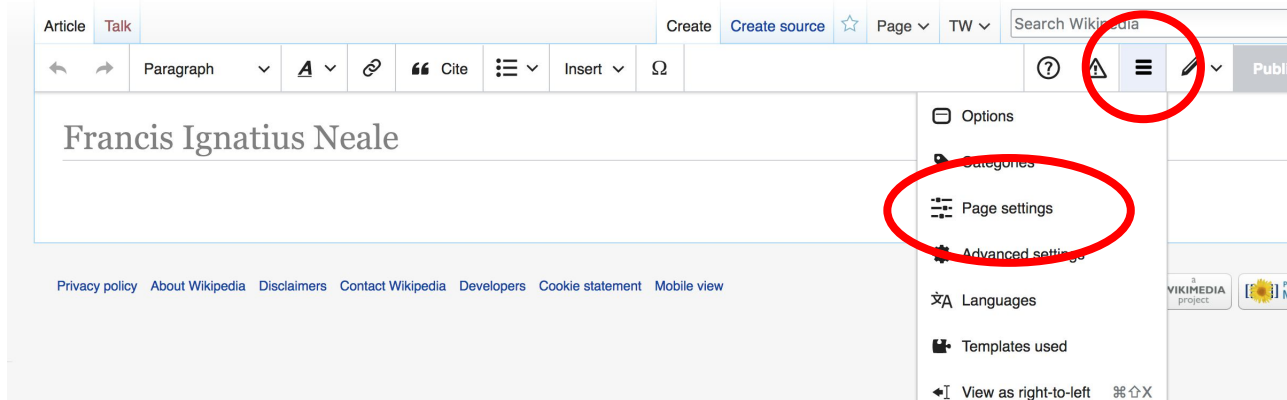 Article Talk Create Create source Page TW Search Wikipedia
Paragraph A Cite Insert Ω
Francis Ignatius Neale
Options
Categories
Page settings
Advanced settings
Privacy policy About Wikipedia Disclaimers Contact Wikipedia Developers Cookie statement Mobile view
a
WIKIMEDIA
project
Languages
Templates used
View as right-to-left ⌘⇧X